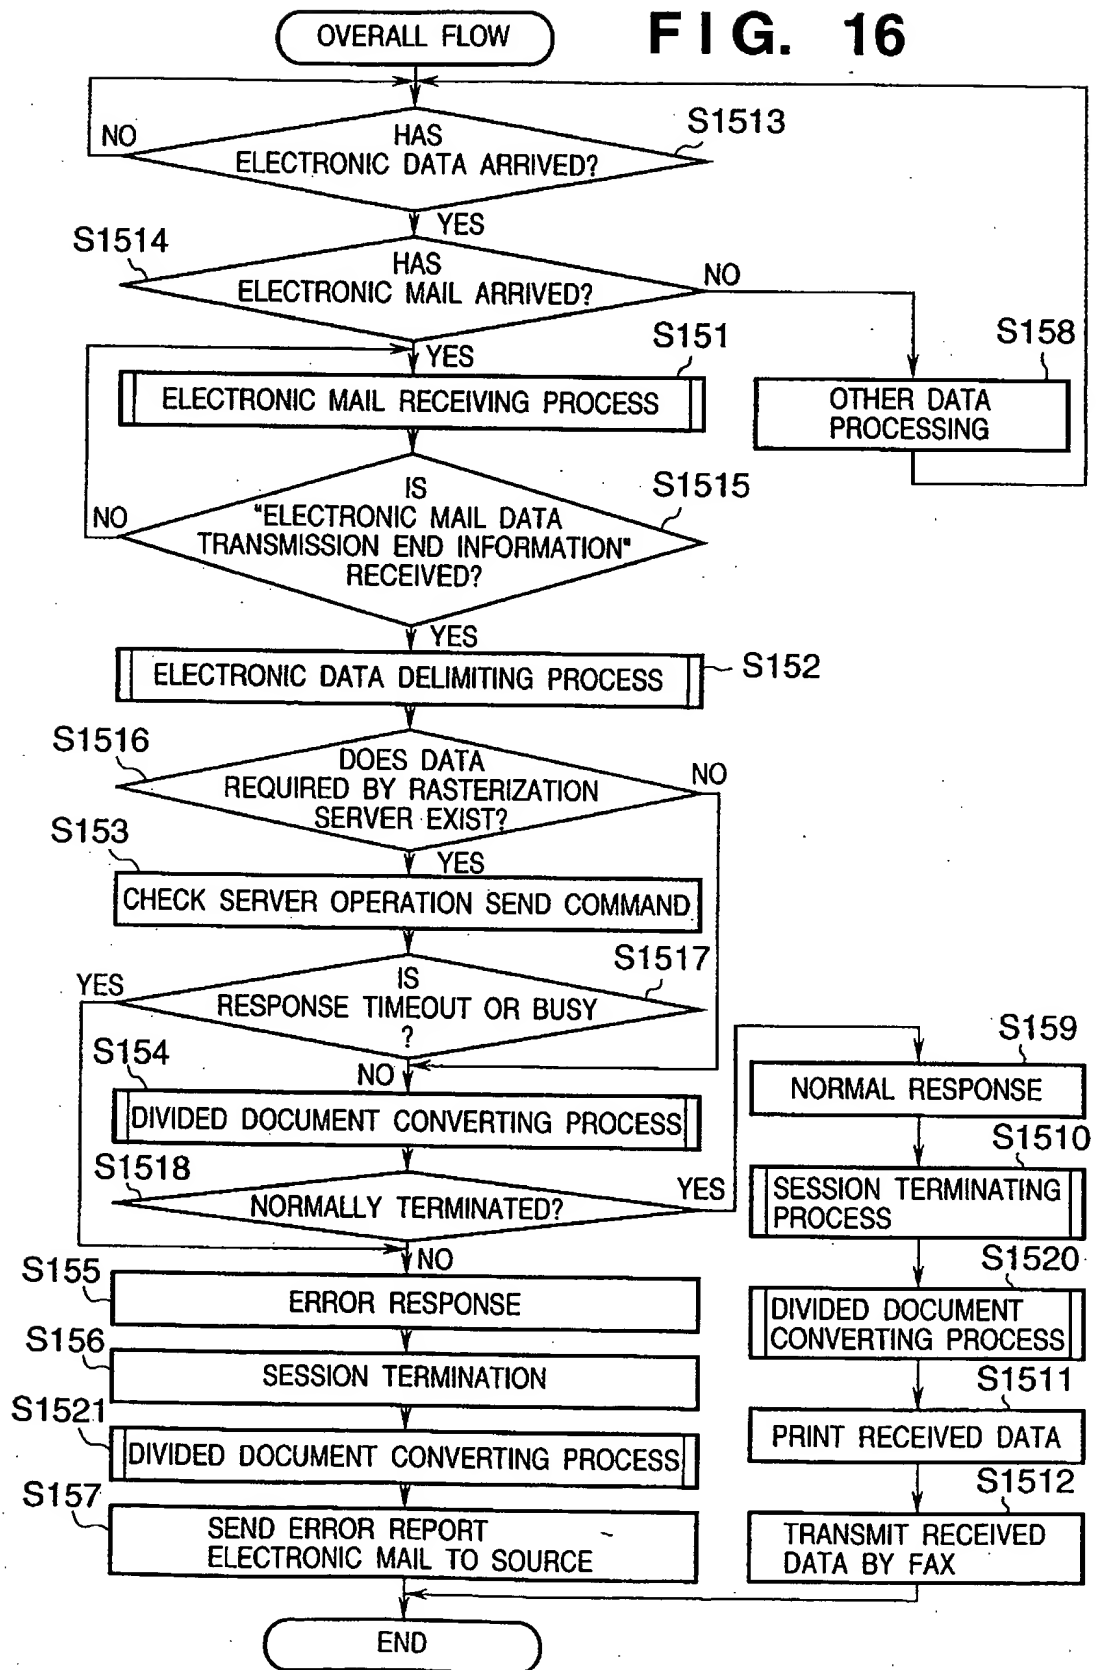 OVERALL FLOW
FIG. 16
NO
HAS
ELECTRONIC DATA ARRIVED?
S1513
YES
S1514
HAS
ELECTRONIC MAIL ARRIVED?
NO
YES
S151
S158
ELECTRONIC MAIL RECEIVING PROCESS
OTHER DATA
PROCESSING
IS
"ELECTRONIC MAIL DATA
TRANSMISSION END INFORMATION"
RECEIVED?
S1515
NO
YES
ELECTRONIC DATA DELIMITING PROCESS
S152
S1516
DOES DATA
REQUIRED BY RASTERIZATION
SERVER EXIST?
NO
S153
YES
CHECK SERVER OPERATION SEND COMMAND
YES
IS
RESPONSE TIMEOUT OR BUSY
?
S1517
S154
NO
DIVIDED DOCUMENT CONVERTING PROCESS
S1518
NORMALLY TERMINATED?
YES
NO
S155
ERROR RESPONSE
S156
SESSION TERMINATION
S1521
DIVIDED DOCUMENT CONVERTING PROCESS
S157
SEND ERROR REPORT
ELECTRONIC MAIL TO SOURCE
S159
NORMAL RESPONSE
S1510
SESSION TERMINATING
PROCESS
S1520
DIVIDED DOCUMENT
CONVERTING PROCESS
S1511
PRINT RECEIVED DATA
S1512
TRANSMIT RECEIVED
DATA BY FAX
END